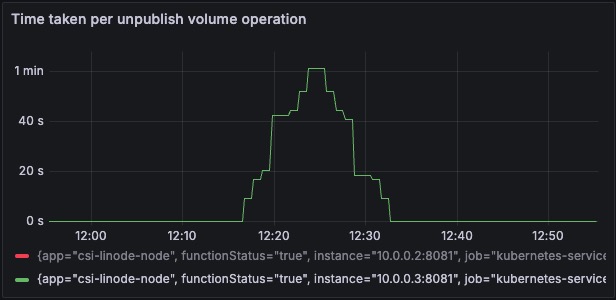 Time taken per unpublish volume operation
1 min
40 s
20 s
0 s
12:00 12:10 12:20 12:30 12:40 12:50
{app="csi-linode-node", functionStatus="true", instance="10.0.0.2:8081", job="kubernetes-service
{app="csi-linode-node", functionStatus="true", instance="10.0.0.3:8081", job="kubernetes-service